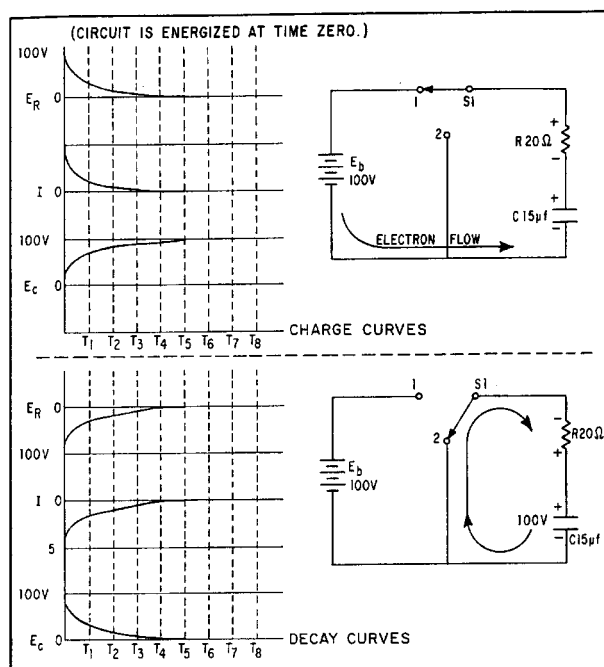 (CIRCUIT IS ENERGIZED AT TIME ZERO.)
100V
E_R 0
I 0
100V
E_c 0
T₁ T₂ T₃ T₄ T₅ T₆ T₇ T₈
CHARGE CURVES
1 S1
2
E_b
100V
+
R 20Ω
−
+
C 15μf
−
ELECTRON FLOW
E_R 0
100V
I 0
5
100V
E_c 0
T₁ T₂ T₃ T₄ T₅ T₆ T₇ T₈
DECAY CURVES
1 S1
2
E_b
100V
−
R20Ω
+
+
100V
C15μf
−